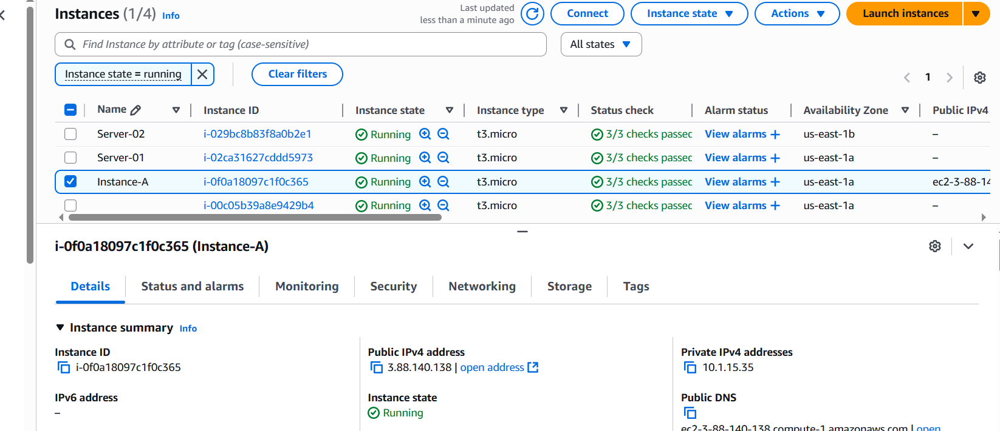 Instances (1/4) Info
Last updated
less than a minute ago
Connect
Instance state
Actions
Launch instances
Find Instance by attribute or tag (case-sensitive)
All states
Instance state = running
Clear filters
1
Name Instance ID Instance state Instance type Status check Alarm status Availability Zone Public IPv4
Server-02 i-029bc8b83f8a0b2e1 Running t3.micro 3/3 checks passed View alarms + us-east-1b –
Server-01 i-02ca31627cddd5973 Running t3.micro 3/3 checks passed View alarms + us-east-1a –
Instance-A i-0f0a18097c1f0c365 Running t3.micro 3/3 checks passed View alarms + us-east-1a ec2-3-88-14
i-00c05b39a8e9429b4 Running t3.micro 3/3 checks passed View alarms + us-east-1a –
i-0f0a18097c1f0c365 (Instance-A)
Details Status and alarms Monitoring Security Networking Storage Tags
Instance summary Info
Instance ID
i-0f0a18097c1f0c365
Public IPv4 address
3.88.140.138 | open address
Private IPv4 addresses
10.1.15.35
IPv6 address
–
Instance state
Running
Public DNS
ec2-3-88-140-138.compute-1.amazonaws.com | open